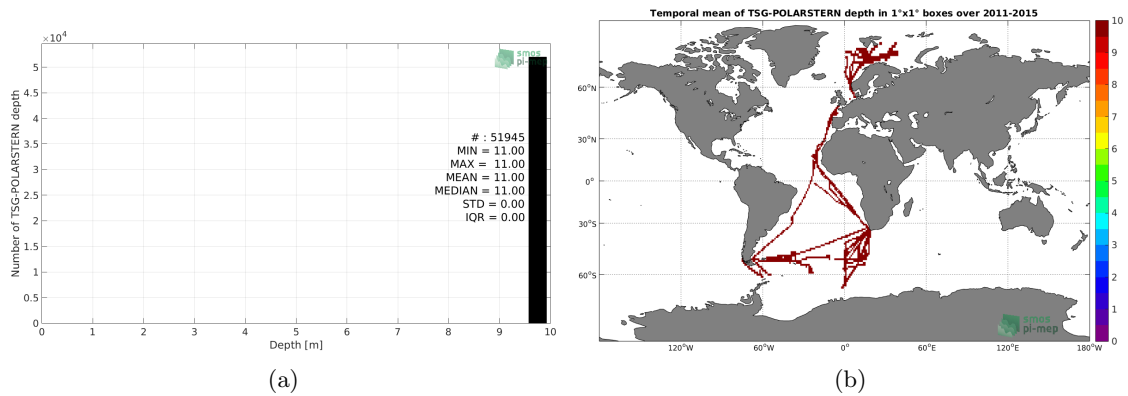 ×10⁴
5
4.5
4
3.5
3
2.5
2
1.5
1
0.5
0
Number of TSG-POLARSTERN depth
smos
pi-mep
# : 51945
MIN = 11.00
MAX = 11.00
MEAN = 11.00
MEDIAN = 11.00
STD = 0.00
IQR = 0.00
0 1 2 3 4 5 6 7 8 9 10
Depth [m]
(a)
Temporal mean of TSG-POLARSTERN depth in 1°x1° boxes over 2011-2015
60°N
30°N
0°
30°S
60°S
120°W 60°W 0° 60°E 120°E 180°W
smos
pi-mep
10
9
8
7
6
5
4
3
2
1
0
(b)